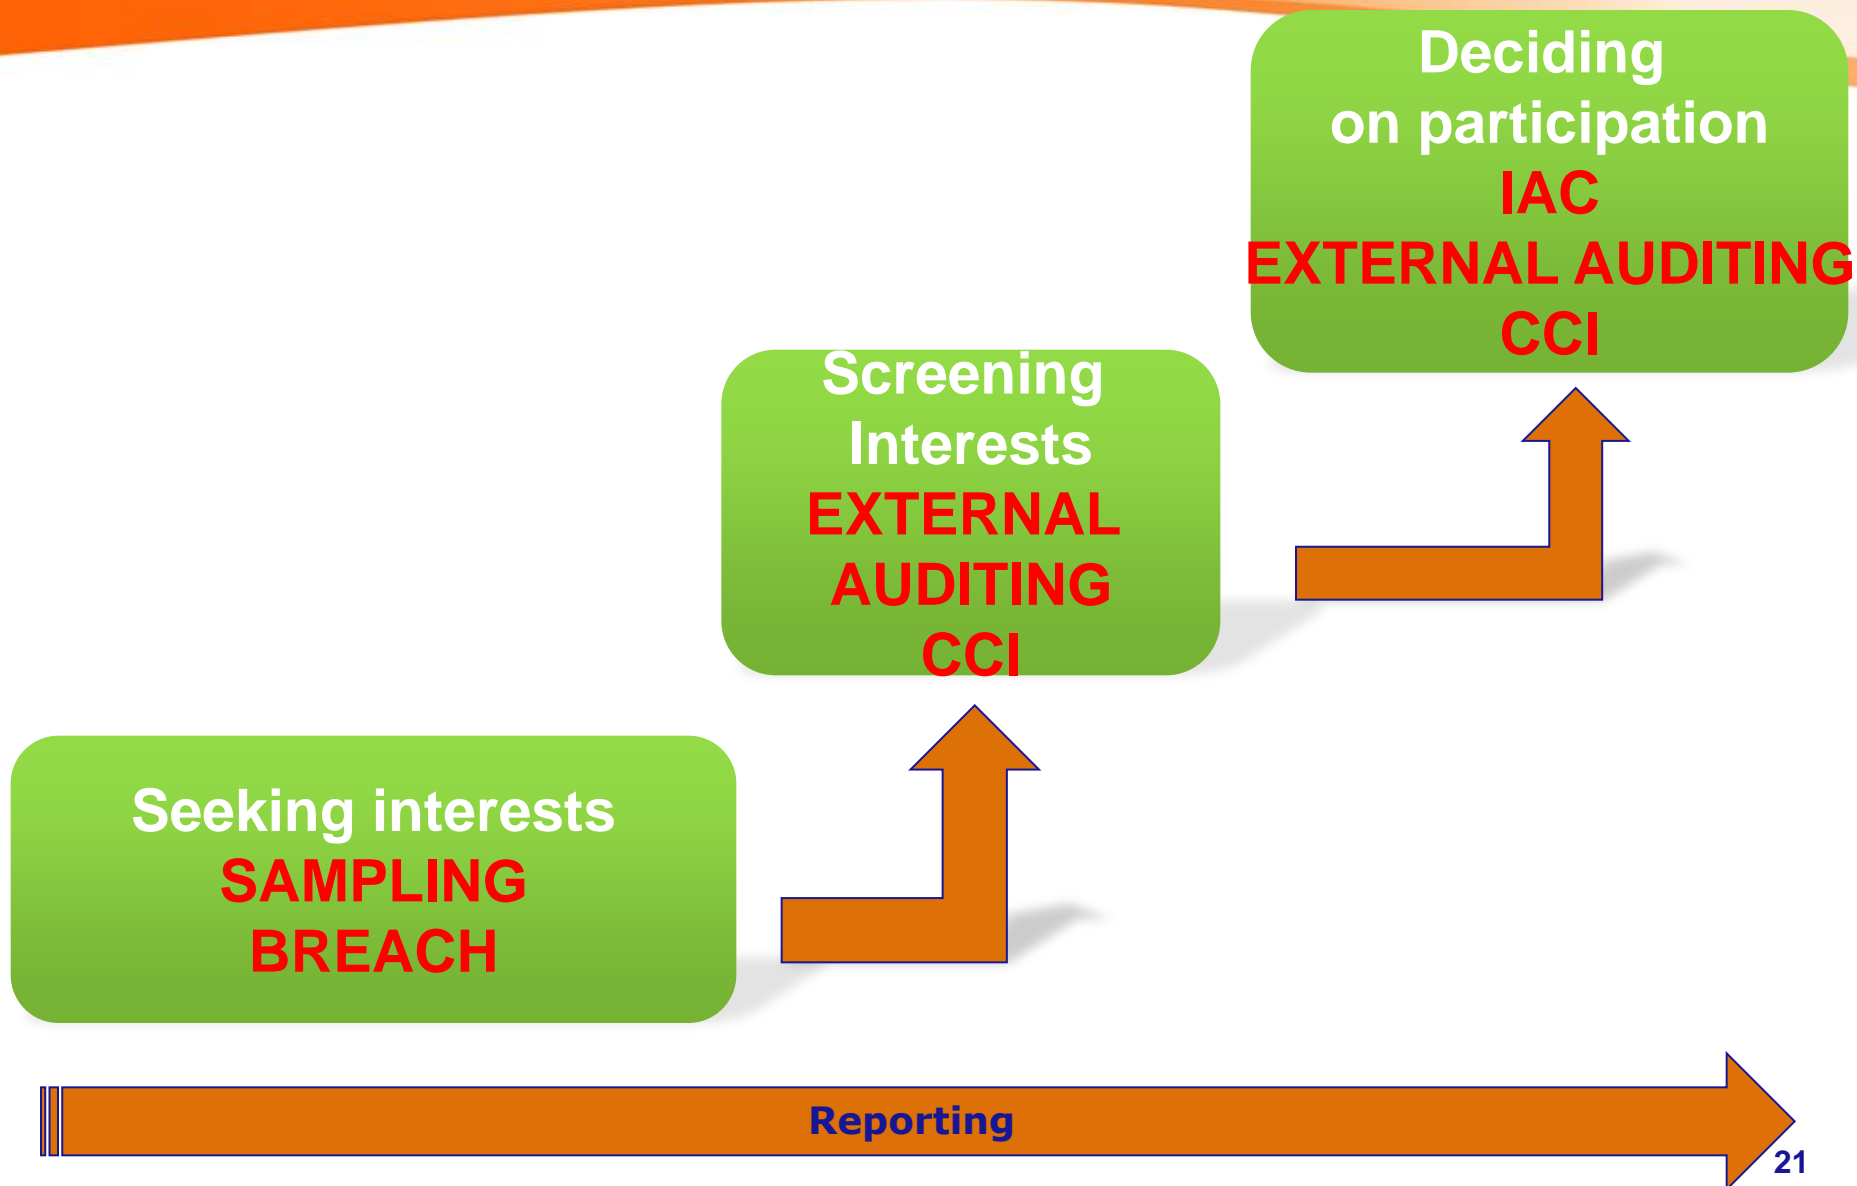 Deciding
on participation
IAC
EXTERNAL AUDITING
CCI
Screening
Interests
EXTERNAL
AUDITING
CCI
Seeking interests
SAMPLING
BREACH
Reporting
21